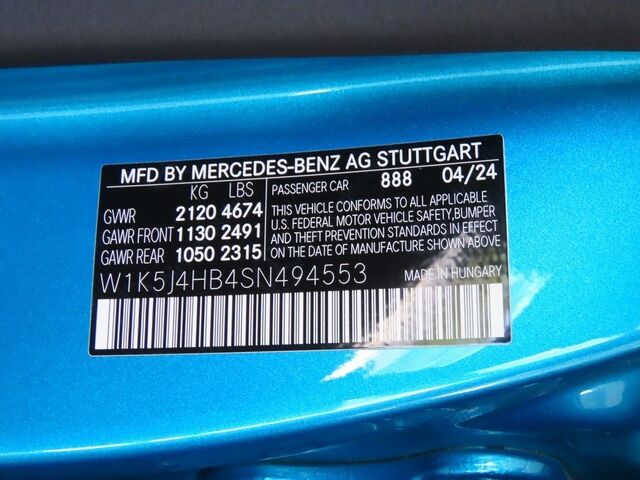 MFD BY MERCEDES-BENZ AG STUTTGART
KG LBS
PASSENGER CAR 888 04/24
GVWR 2120 4674
GAWR FRONT 1130 2491
GAWR REAR 1050 2315
THIS VEHICLE CONFORMS TO ALL APPLICABLE
U.S. FEDERAL MOTOR VEHICLE SAFETY,BUMPER
AND THEFT PREVENTION STANDARDS IN EFFECT
ON THE DATE OF MANUFACTURE SHOWN ABOVE.
W1K5J4HB4SN494553
MADE IN HUNGARY